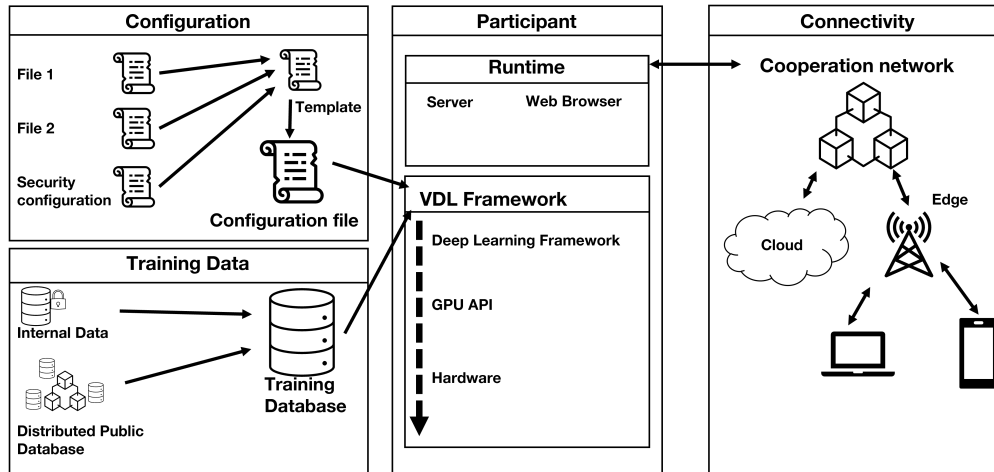 Configuration
File 1
File 2
Security
configuration
Template
Configuration file
Training Data
Internal Data
Distributed Public
Database
Training
Database
Participant
Runtime
Server
Web Browser
VDL Framework
Deep Learning Framework
GPU API
Hardware
Connectivity
Cooperation network
Edge
Cloud